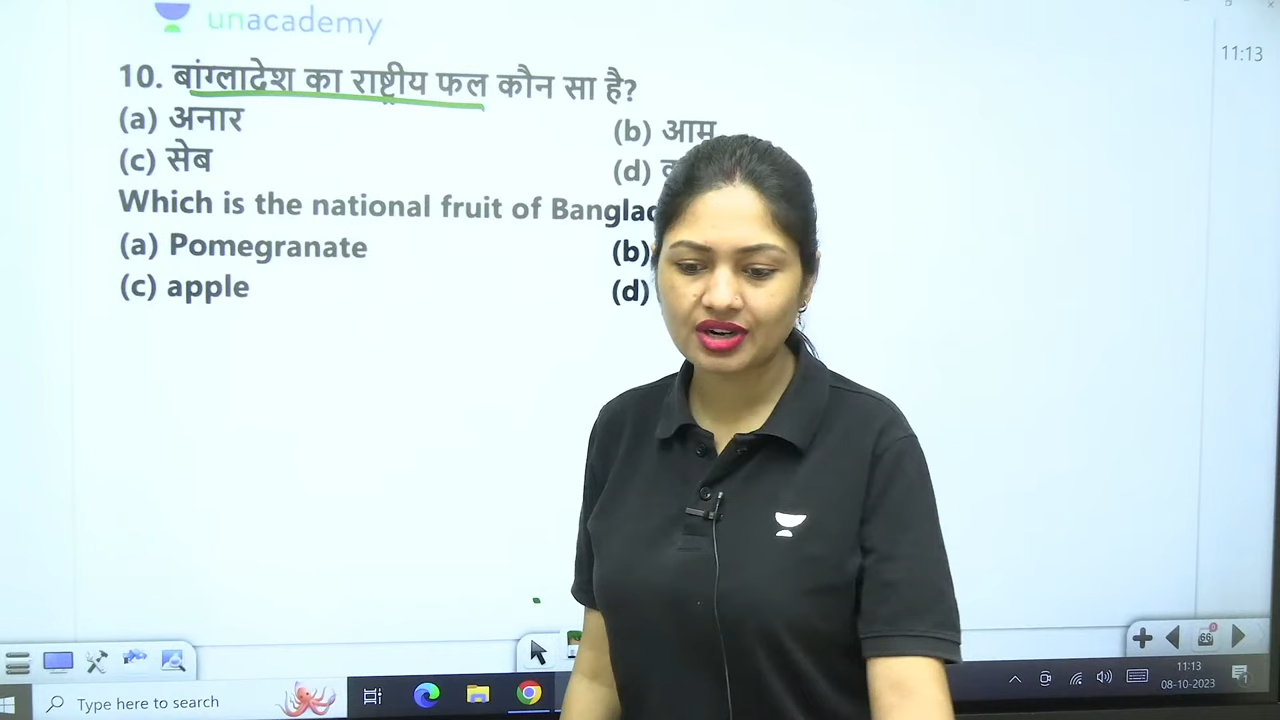 unacademy
11:13
10. बांग्लादेश का राष्ट्रीय फल कौन सा है?
(a) अनार (b) आम
(c) सेब (d)
Which is the national fruit of
(a) Pomegranate (b)
(c) apple (d)
66
Type here to search
11:13
08-10-2023